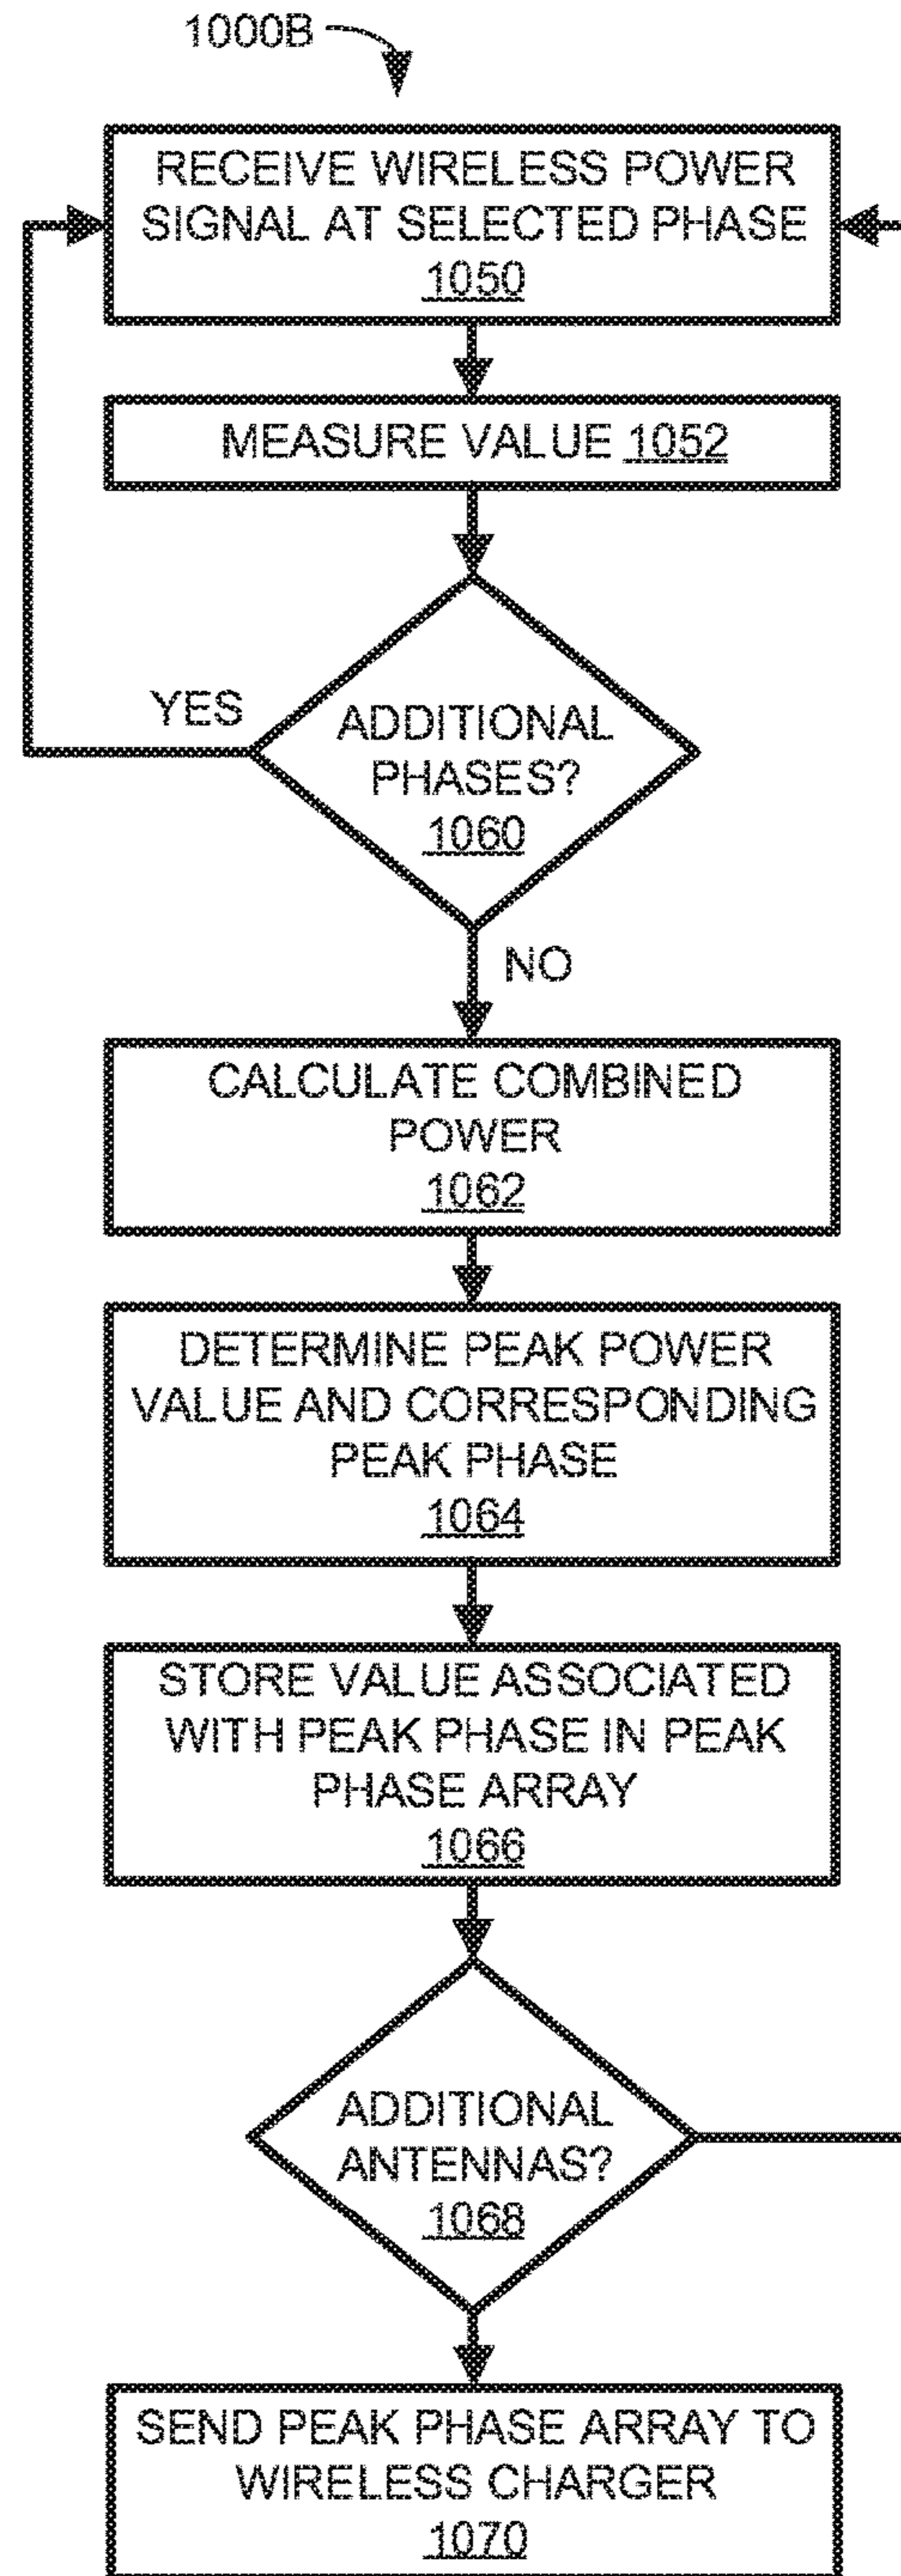 1000B
RECEIVE WIRELESS POWER
SIGNAL AT SELECTED PHASE
1050
MEASURE VALUE 1052
YES
ADDITIONAL
PHASES?
1060
NO
CALCULATE COMBINED
POWER
1062
DETERMINE PEAK POWER
VALUE AND CORRESPONDING
PEAK PHASE
1064
STORE VALUE ASSOCIATED
WITH PEAK PHASE IN PEAK
PHASE ARRAY
1066
ADDITIONAL
ANTENNAS?
1068
SEND PEAK PHASE ARRAY TO
WIRELESS CHARGER
1070